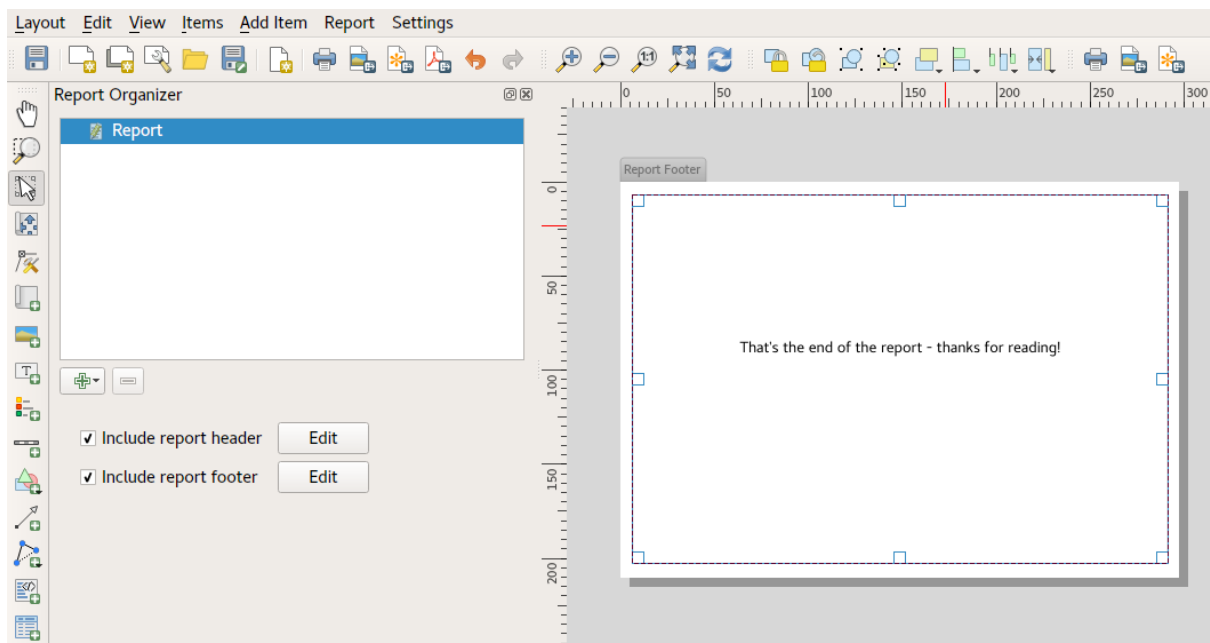 Layout Edit View Items Add Item Report Settings
1:1
Report Organizer
Report
Include report header Edit
Include report footer Edit
0 50 100 150 200 250 300
0
50
100
150
200
Report Footer
That's the end of the report - thanks for reading!